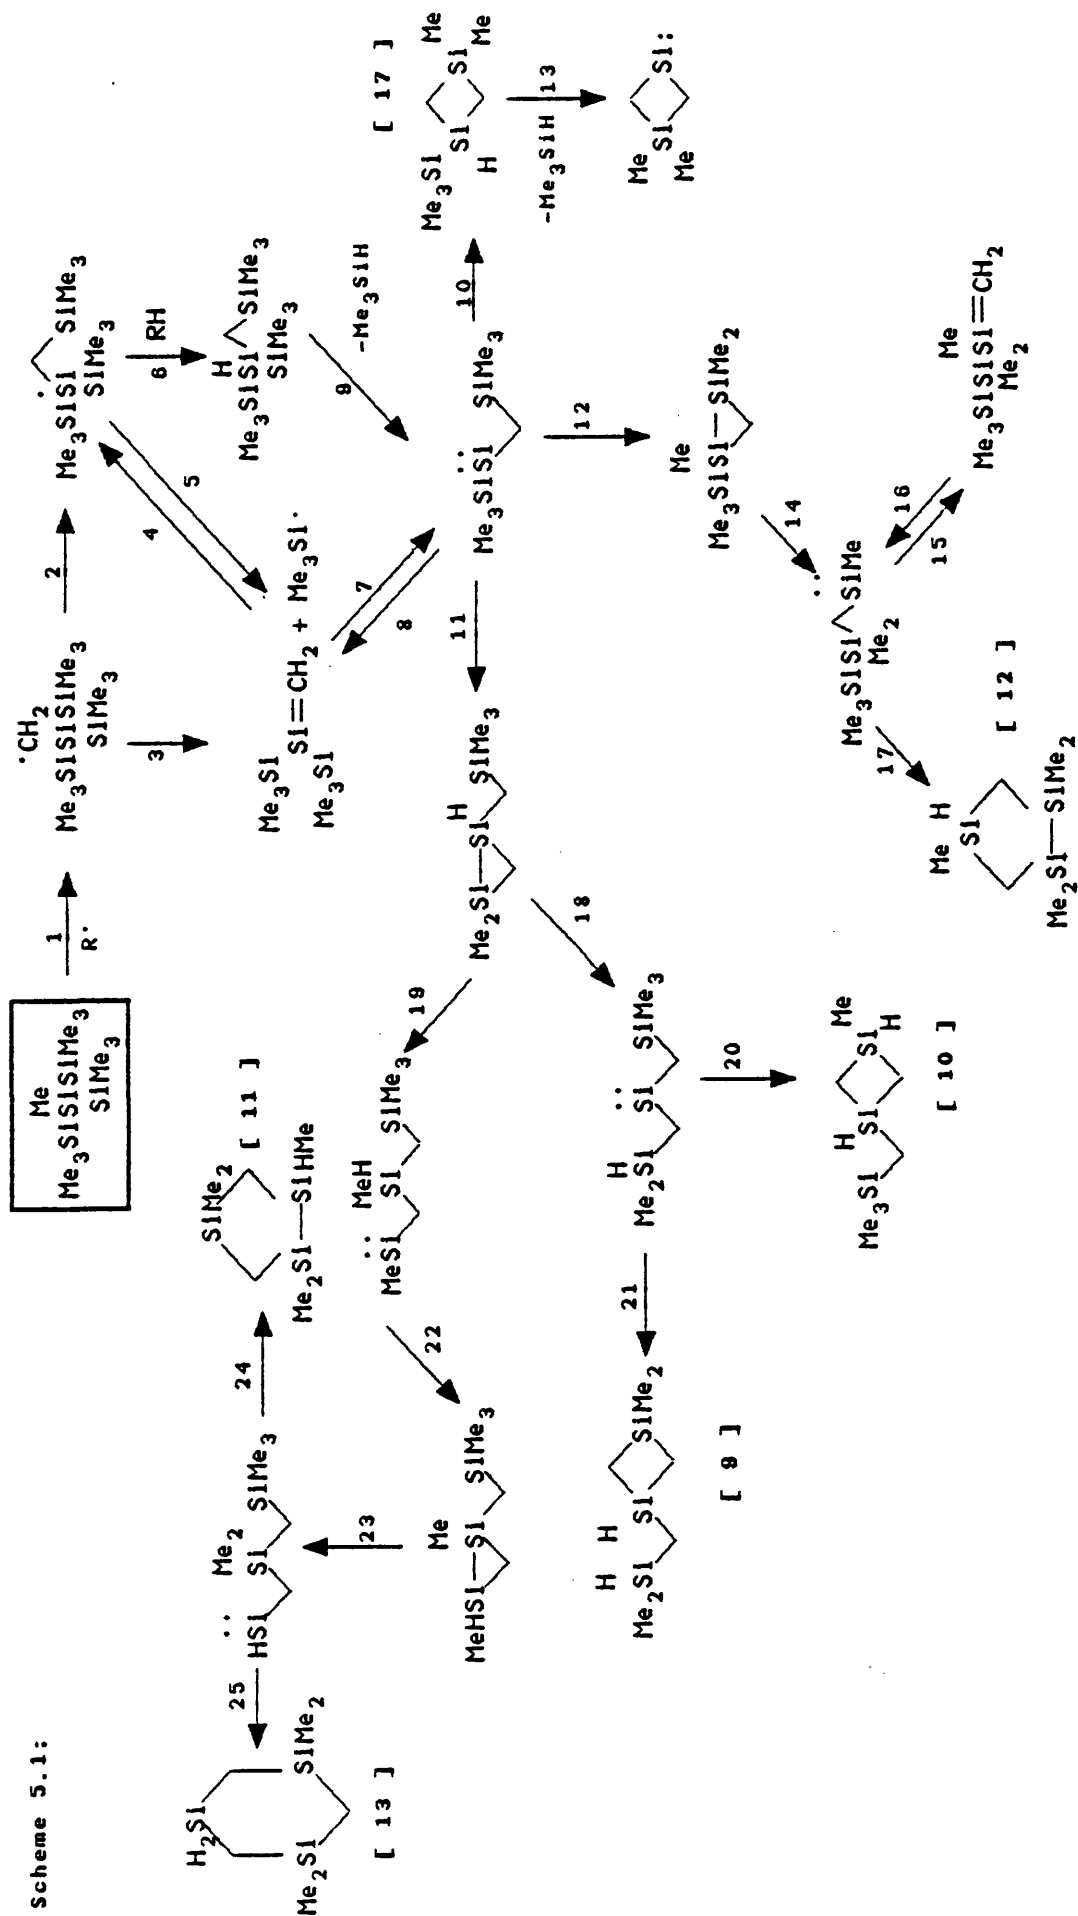 Scheme 5.1:
Me
Me3SiSiSiMe3
SiMe3
1
R·
·CH2
Me3SiSiSiMe3
SiMe3
2
Me3SiSi SiMe3
SiMe3
3
4
5
6
RH
Me3Si
Si=CH2 + Me3Si·
Me3Si
H
Me3SiSi SiMe3
SiMe3
7
8
9
-Me3SiH
Me3SiSi SiMe3
10
[ 17 ]
Me3Si
Si Si
Me
Me
H
13
-Me3SiH
Me
Si Si:
Me
11
Me2Si—Si SiMe3
H
12
Me
Me3SiSi—SiMe2
14
Me3SiSi SiMe
Me2
15
16
Me
Me3SiSiSi=CH2
Me2
17
Me H
Si
Me2Si—SiMe2
[ 12 ]
18
H
Me2Si Si SiMe3
19
MeH
MeSi Si SiMe3
20
H
Me3Si Si Si
Me
H
[ 10 ]
21
H H
Me2Si Si SiMe2
[ 9 ]
22
Me
MeHSi—Si SiMe3
23
Me2
HSi Si SiMe3
24
SiMe2
Me2Si—SiHMe
[ 11 ]
25
H2Si
Me2Si SiMe2
[ 13 ]